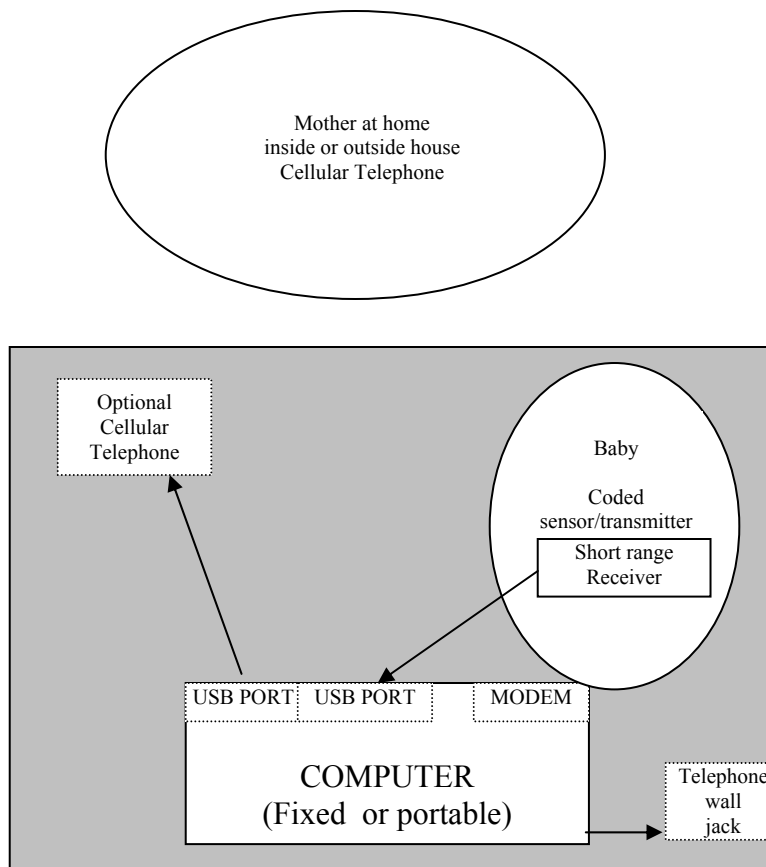 Mother at home
inside or outside house
Cellular Telephone
Optional
Cellular
Telephone
Baby
Coded
sensor/transmitter
Short range
Receiver
USB PORT
USB PORT
MODEM
COMPUTER
(Fixed or portable)
Telephone
wall
jack